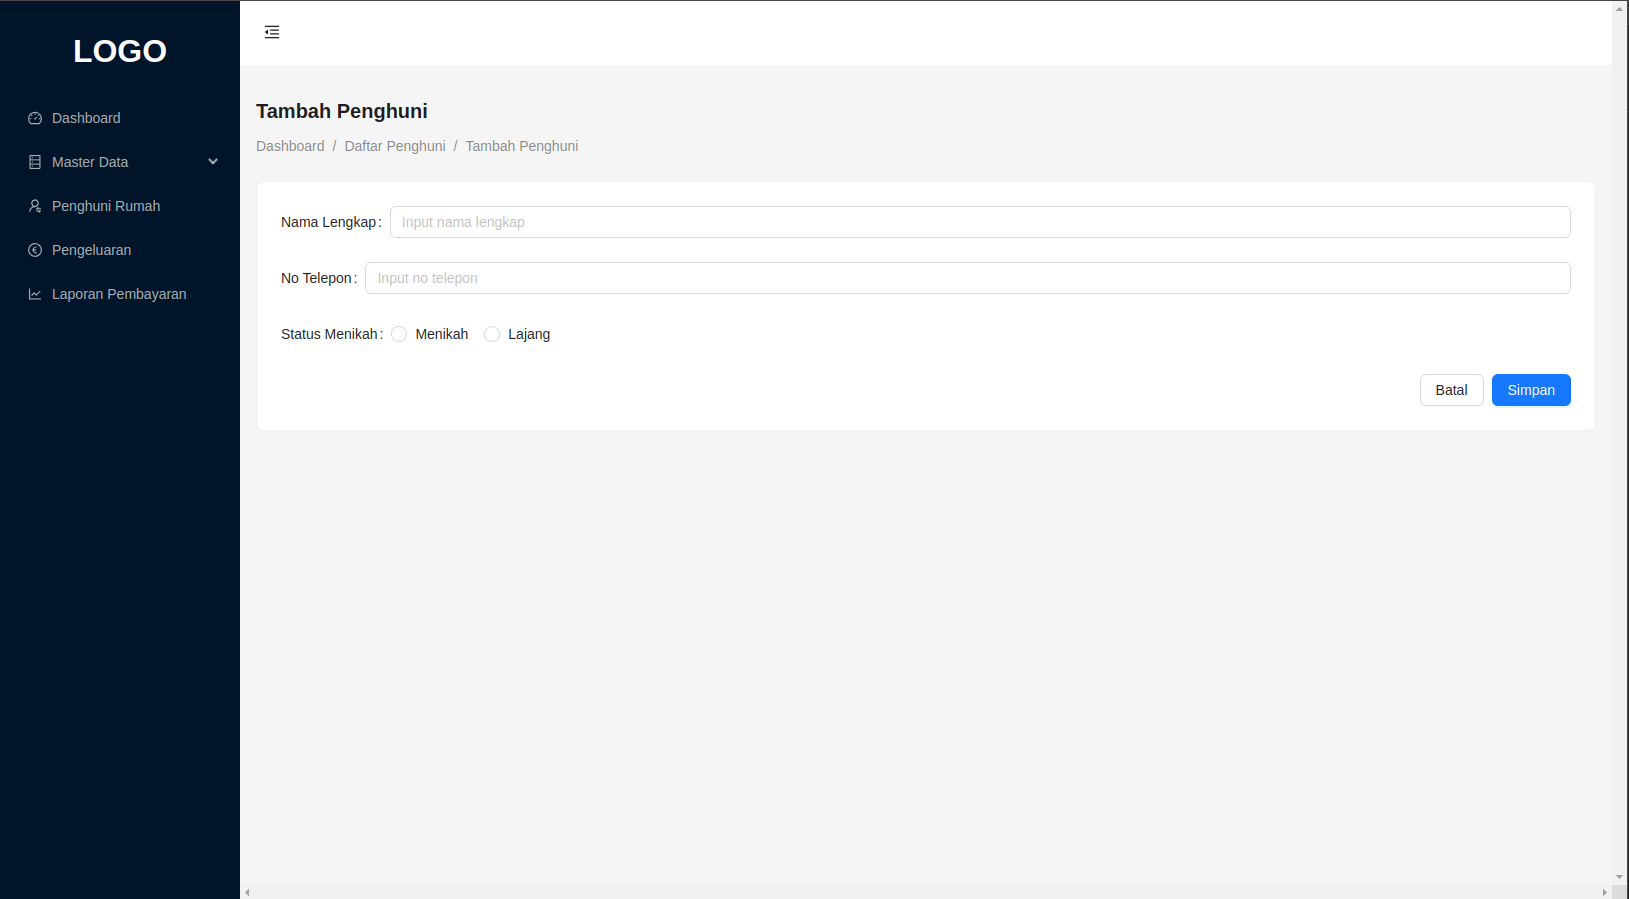 LOGO
Dashboard
Master Data
Penghuni Rumah
Pengeluaran
Laporan Pembayaran
Tambah Penghuni
Dashboard / Daftar Penghuni / Tambah Penghuni
Nama Lengkap : Input nama lengkap
No Telepon : Input no telepon
Status Menikah : Menikah Lajang
Batal Simpan